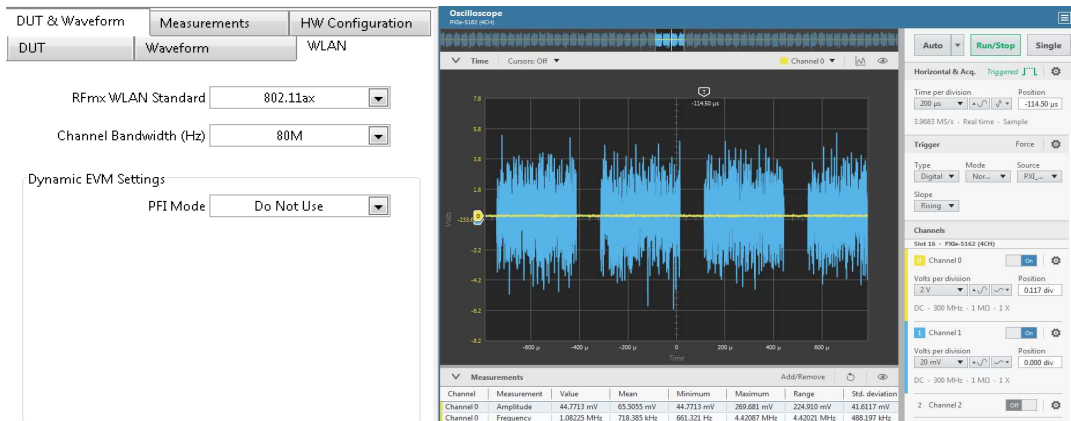 DUT & Waveform Measurements HW Configuration
DUT Waveform WLAN
RFmx WLAN Standard 802.11ax
Channel Bandwidth (Hz) 80M
Dynamic EVM Settings
PFI Mode Do Not Use
Oscilloscope
PXIe-5162 (4CH)
Time Cursors: Off Channel 0
T
-114.50 μs
7.8
5.8
3.8
1.8
-2.2
-4.2
-6.2
-8.2
Volts
0
-600 μ -400 μ -200 μ 0 200 μ 400 μ 600 μ
Time
Measurements Add/Remove
Channel Measurement Value Mean Minimum Maximum Range Std. deviation
Channel 0 Amplitude 44.7713 mV 65.5055 mV 44.7713 mV 269.681 mV 224.910 mV 41.6117 mV
Channel 0 Frequency 1.08225 MHz 718.385 kHz 661.321 Hz 4.42087 MHz 4.42021 MHz 488.197 kHz
Auto Run/Stop Single
Horizontal & Acq. Triggered
Time per division Position
200 μs -114.50 μs
3.9683 MS/s - Real time - Sample
Trigger Force
Type Mode Source
Digital Nor... PXI_...
Slope
Rising
Channels
Slot 16 - PXIe-5162 (4CH)
0 Channel 0 On
Volts per division Position
2 V 0.117 div
DC - 300 MHz - 1 MΩ - 1 X
1 Channel 1 On
Volts per division Position
20 mV 0.000 div
DC - 300 MHz - 1 MΩ - 1 X
2 Channel 2 Off